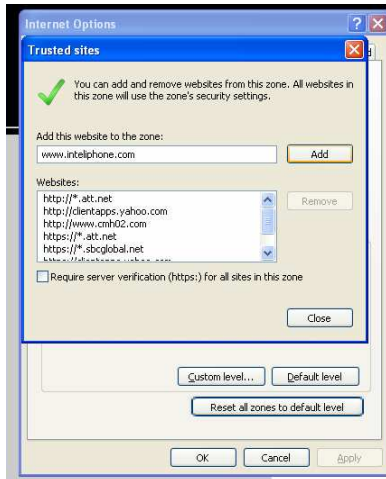 Internet Options
Trusted sites
You can add and remove websites from this zone. All websites in
this zone will use the zone's security settings.
Add this website to the zone:
www.inteliphone.com
Add
Websites:
http://*.att.net
http://clientapps.yahoo.com
http://www.cmh02.com
https://*.att.net
https://*.sbcglobal.net
Remove
Require server verification (https:) for all sites in this zone
Close
Custom level...
Default level
Reset all zones to default level
OK
Cancel
Apply